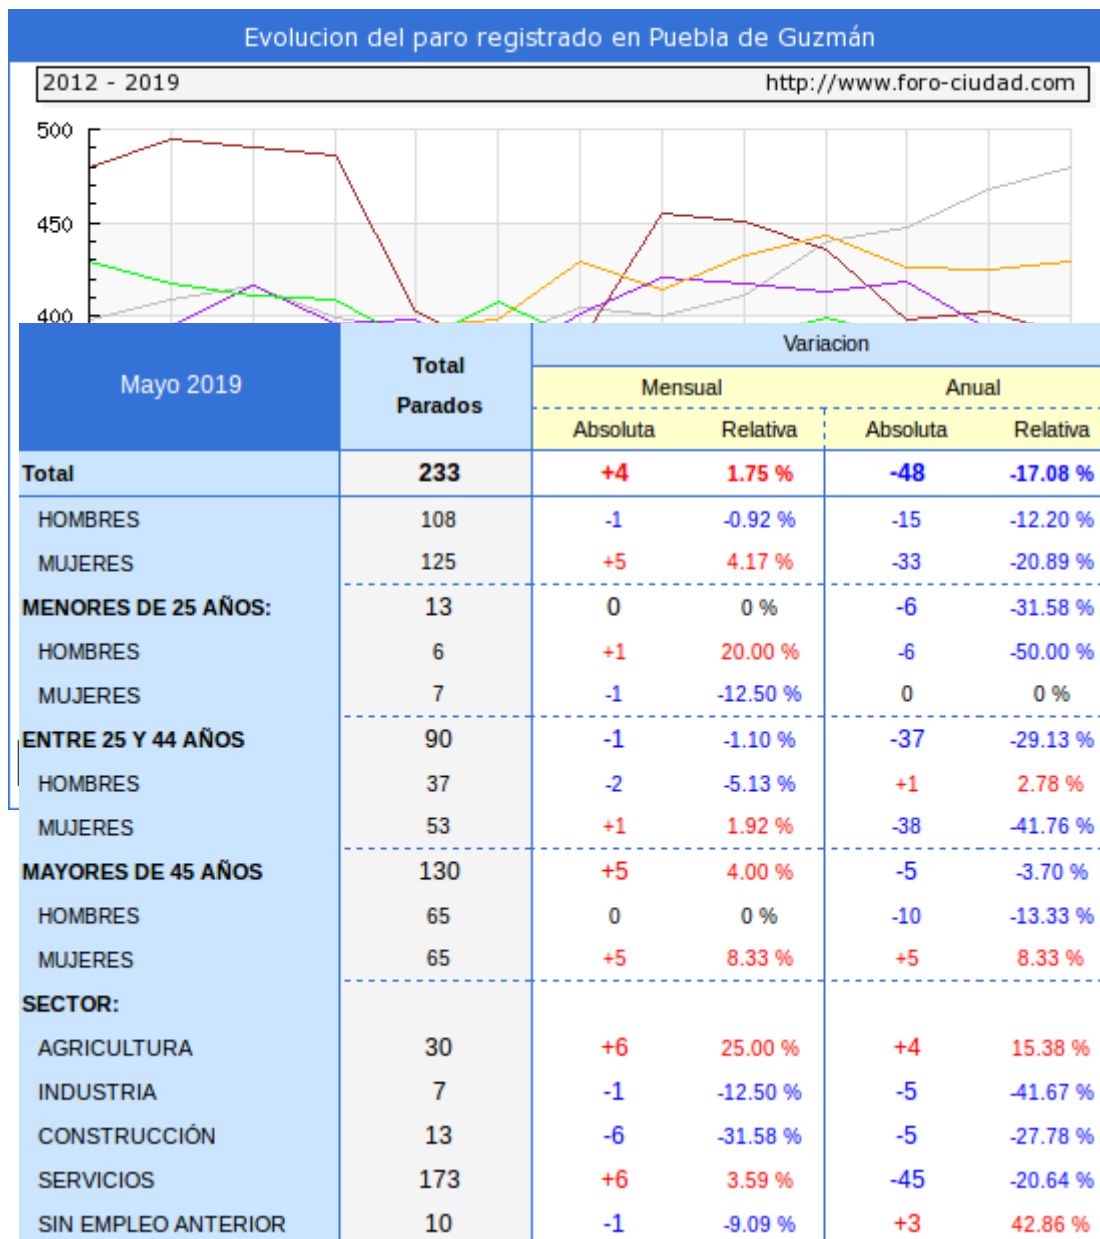 Evolucion del paro registrado en Puebla de Guzmán
2012 - 2019 http://www.foro-ciudad.com
500
450
400
Mayo 2019 Total Parados Variacion
Mensual Anual
Absoluta Relativa Absoluta Relativa
Total 233 +4 1.75 % -48 -17.08 %
HOMBRES 108 -1 -0.92 % -15 -12.20 %
MUJERES 125 +5 4.17 % -33 -20.89 %
MENORES DE 25 AÑOS: 13 0 0 % -6 -31.58 %
HOMBRES 6 +1 20.00 % -6 -50.00 %
MUJERES 7 -1 -12.50 % 0 0 %
ENTRE 25 Y 44 AÑOS 90 -1 -1.10 % -37 -29.13 %
HOMBRES 37 -2 -5.13 % +1 2.78 %
MUJERES 53 +1 1.92 % -38 -41.76 %
MAYORES DE 45 AÑOS 130 +5 4.00 % -5 -3.70 %
HOMBRES 65 0 0 % -10 -13.33 %
MUJERES 65 +5 8.33 % +5 8.33 %
SECTOR:
AGRICULTURA 30 +6 25.00 % +4 15.38 %
INDUSTRIA 7 -1 -12.50 % -5 -41.67 %
CONSTRUCCIÓN 13 -6 -31.58 % -5 -27.78 %
SERVICIOS 173 +6 3.59 % -45 -20.64 %
SIN EMPLEO ANTERIOR 10 -1 -9.09 % +3 42.86 %